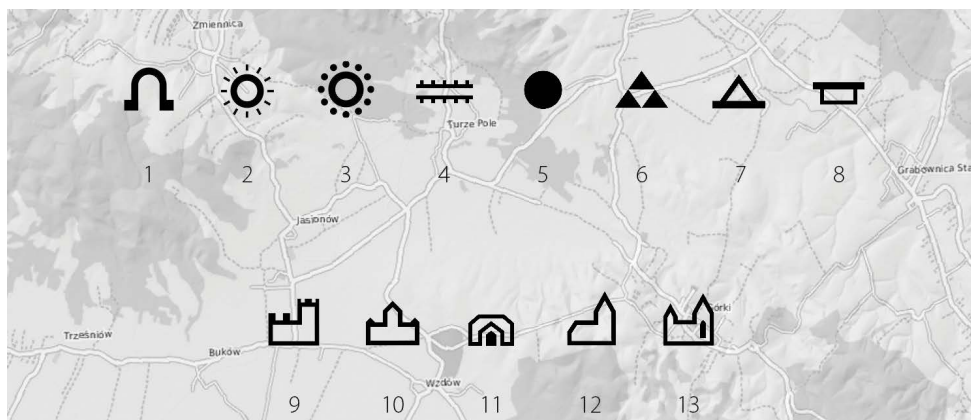 Zmiennica
Turze Pole
1 2 3 4 5 6 7 8
Grabownica Sta
Jasionów
Górki
Trześniów
Buków
Wzdów
9 10 11 12 13